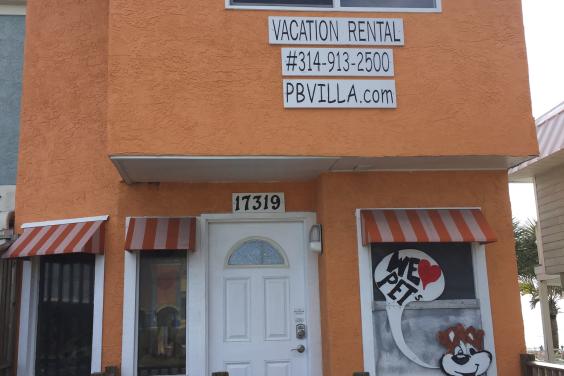 VACATION RENTAL
#314-913-2500
PBVILLA.com
17319
WE
PETs